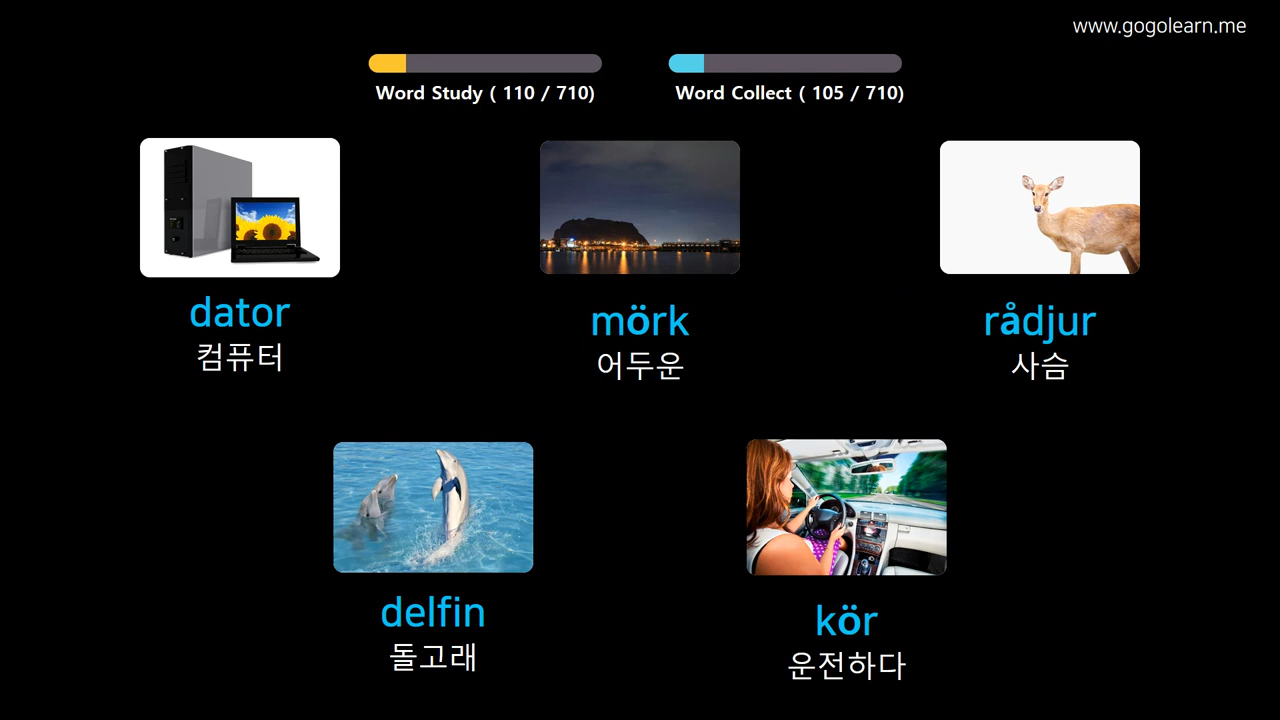 www.gogolearn.me
Word Study ( 110 / 710)
Word Collect ( 105 / 710)
dator
컴퓨터
mörk
어두운
rådjur
사슴
delfin
돌고래
kör
운전하다